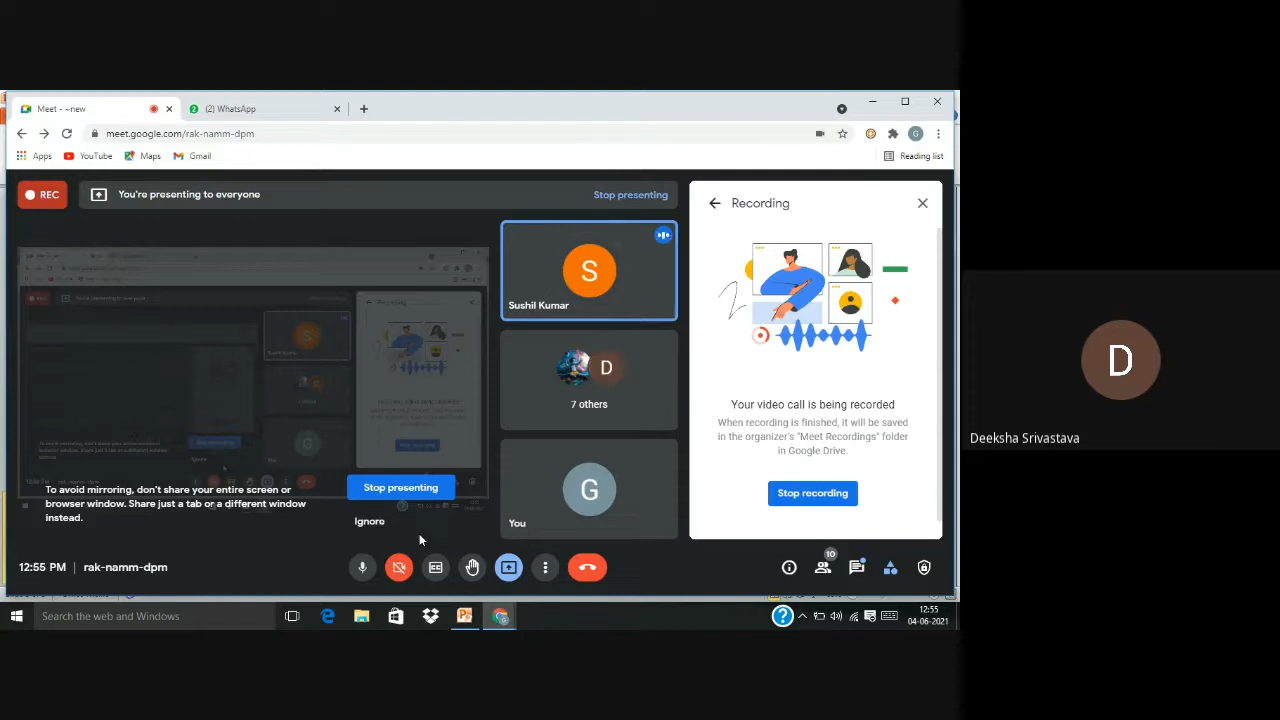 Meet - ~new
2
(2) WhatsApp
meet.google.com/rak-namm-dpm
G
Apps
YouTube
Maps
Gmail
Reading list
REC
You're presenting to everyone
Stop presenting
Recording
S
Sushil Kumar
D
7 others
G
You
Your video call is being recorded
When recording is finished, it will be saved
in the organizer's "Meet Recordings" folder
in Google Drive.
Stop recording
To avoid mirroring, don't share your entire screen or
browser window. Share just a tab or a different window
instead.
Stop presenting
Ignore
12:55 PM | rak-namm-dpm
CC
10
Search the web and Windows
?
12:55
04-06-2021
D
Deeksha Srivastava